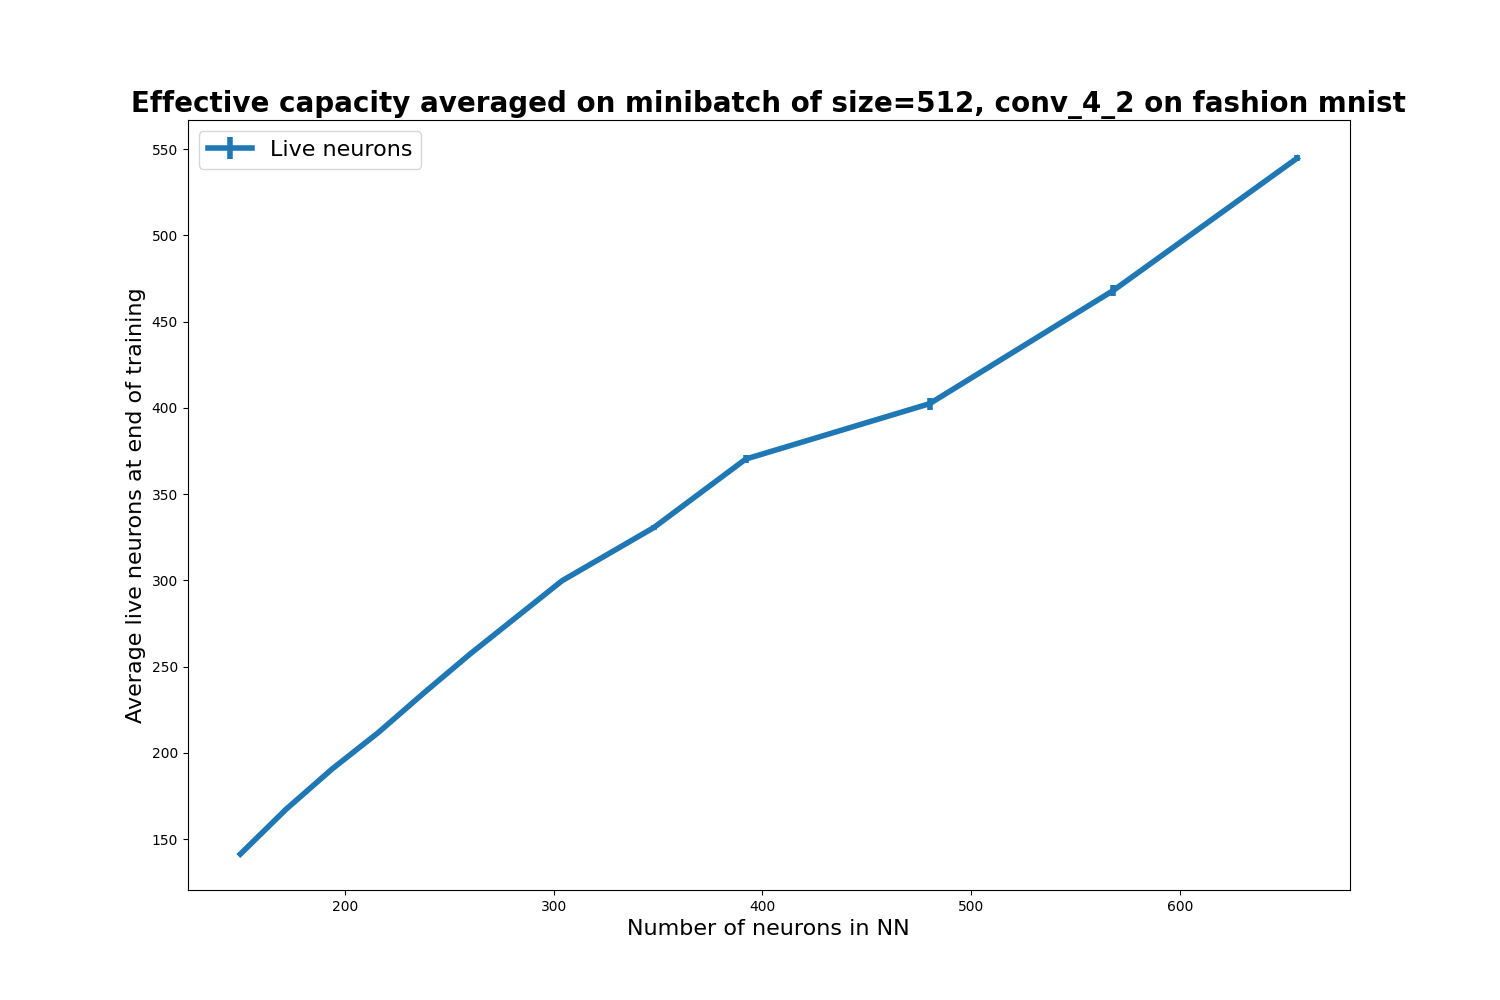 Effective capacity averaged on minibatch of size=512, conv_4_2 on fashion mnist
Live neurons
550
500
450
400
350
300
250
200
150
Average live neurons at end of training
200 300 400 500 600
Number of neurons in NN